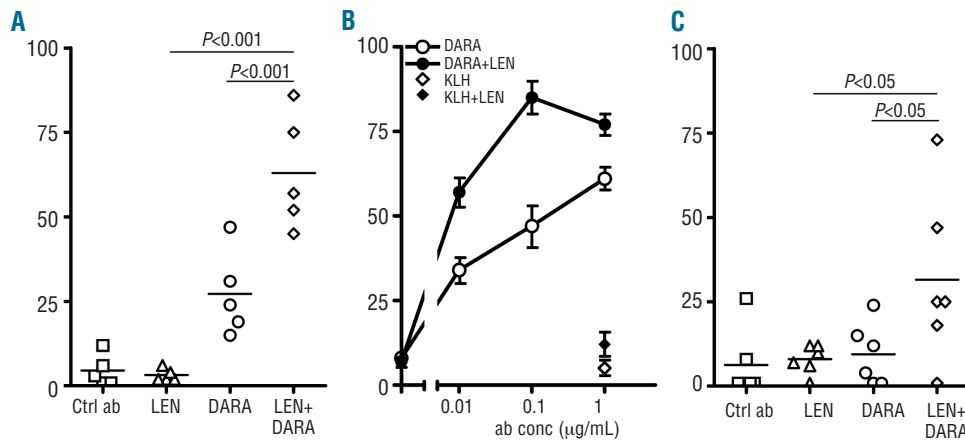 A
P<0.001
P<0.001
100
75
50
25
0
Ctrl ab
LEN
DARA
LEN+
DARA
B
DARA
DARA+LEN
KLH
KLH+LEN
100
75
50
25
0
0.01
0.1
1
ab conc (μg/mL)
C
P<0.05
P<0.05
100
75
50
25
0
Ctrl ab
LEN
DARA
LEN+
DARA